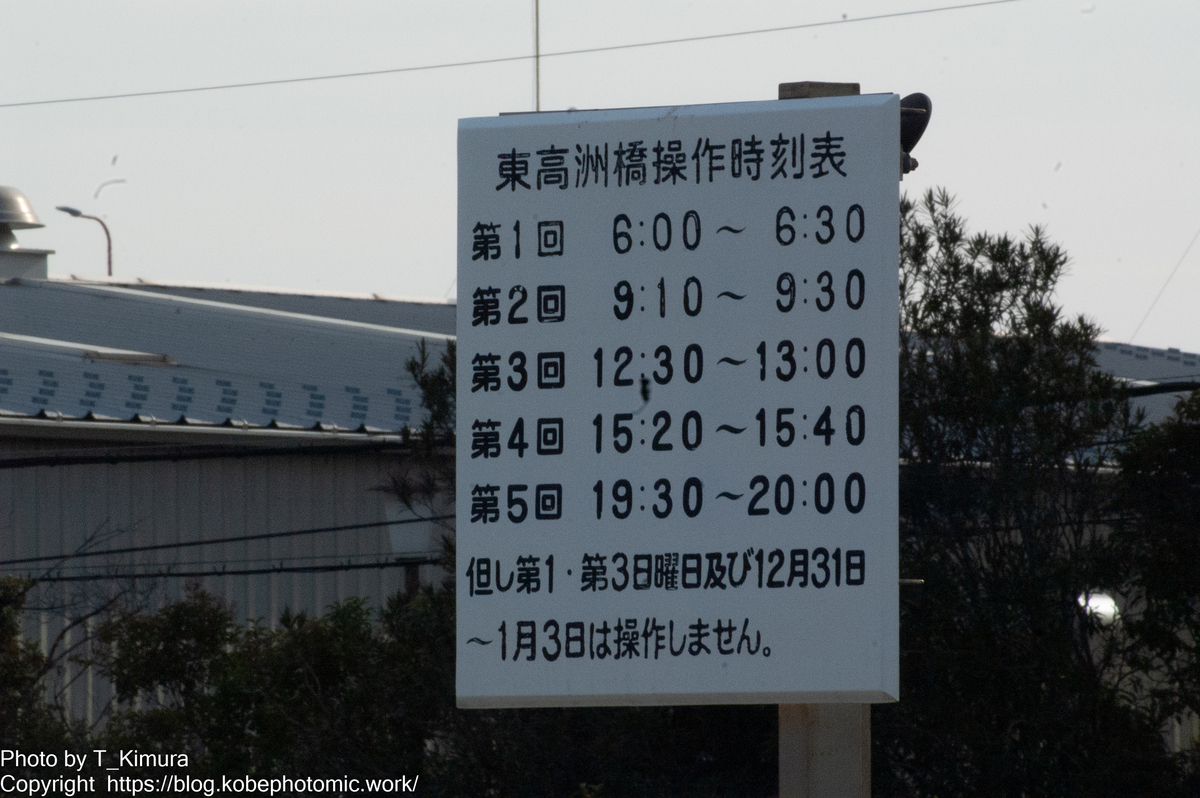 東高洲橋操作時刻表
第1回 6:00～ 6:30
第2回 9:10～ 9:30
第3回 12:30～13:00
第4回 15:20～15:40
第5回 19:30～20:00
但し第1・第3日曜日及び12月31日
～1月3日は操作しません。
Photo by T_Kimura
Copyright https://blog.kobephotomic.work/